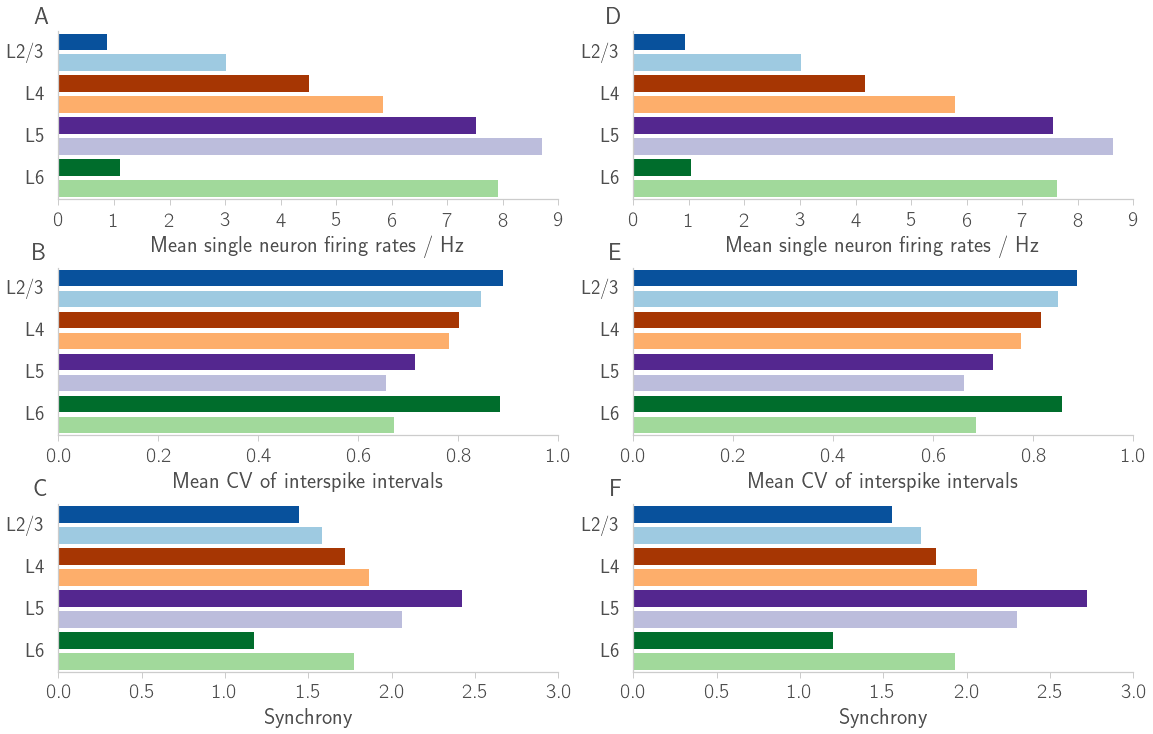 A
L2/3
L4
L5
L6
0 1 2 3 4 5 6 7 8 9
Mean single neuron firing rates / Hz
B
L2/3
L4
L5
L6
0.0 0.2 0.4 0.6 0.8 1.0
Mean CV of interspike intervals
C
L2/3
L4
L5
L6
0.0 0.5 1.0 1.5 2.0 2.5 3.0
Synchrony
D
L2/3
L4
L5
L6
0 1 2 3 4 5 6 7 8 9
Mean single neuron firing rates / Hz
E
L2/3
L4
L5
L6
0.0 0.2 0.4 0.6 0.8 1.0
Mean CV of interspike intervals
F
L2/3
L4
L5
L6
0.0 0.5 1.0 1.5 2.0 2.5 3.0
Synchrony